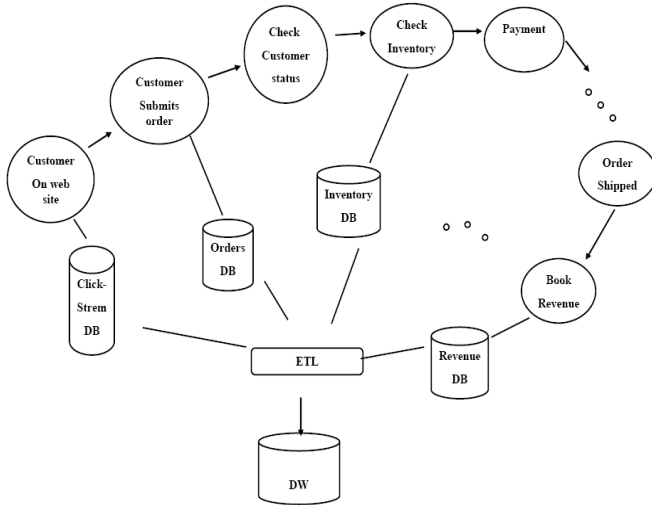 Check
Customer
status
Check
Inventory
Payment
Customer
Submits
order
Customer
On web
site
Order
Shipped
Inventory
DB
Orders
DB
Click-
Strem
DB
Book
Revenue
Revenue
DB
ETL
DW